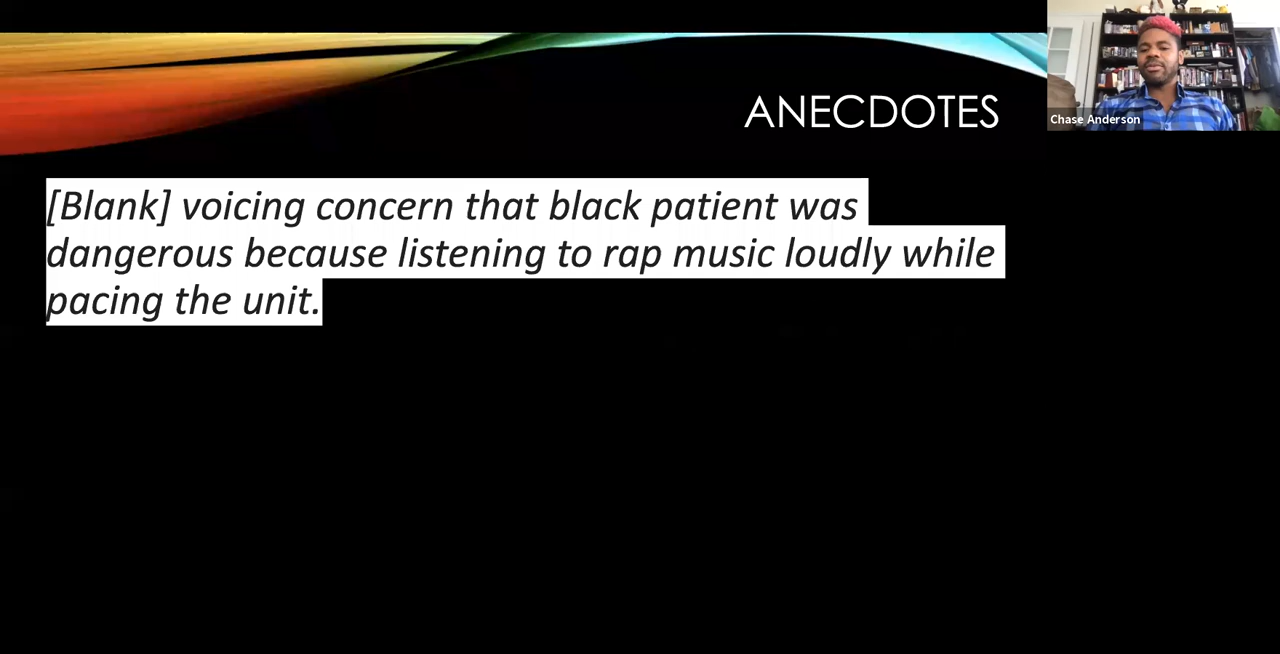 ANECDOTES
Chase Anderson
[Blank] voicing concern that black patient was
dangerous because listening to rap music loudly while
pacing the unit.